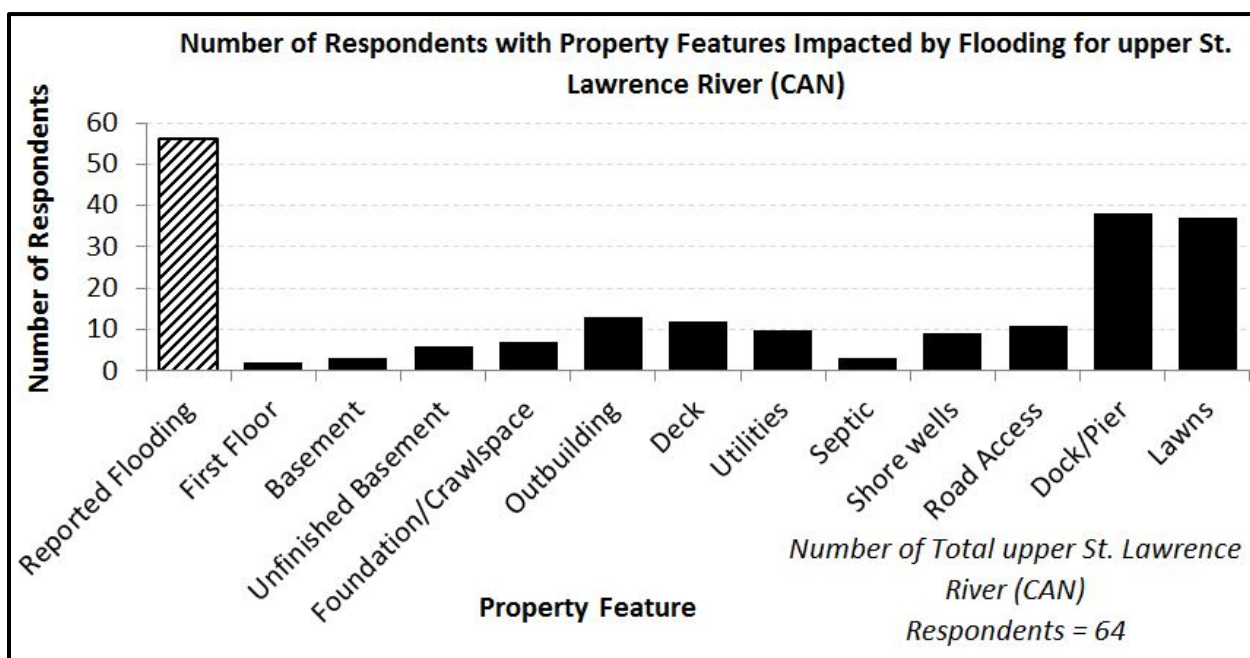 Number of Respondents with Property Features Impacted by Flooding for upper St.
Lawrence River (CAN)
Number of Respondents
60
50
40
30
20
10
0
Reported Flooding
First Floor
Basement
Unfinished Basement
Foundation/Crawlspace
Outbuilding
Deck
Utilities
Septic
Shore wells
Road Access
Dock/Pier
Lawns
Property Feature
Number of Total upper St. Lawrence
River (CAN)
Respondents = 64